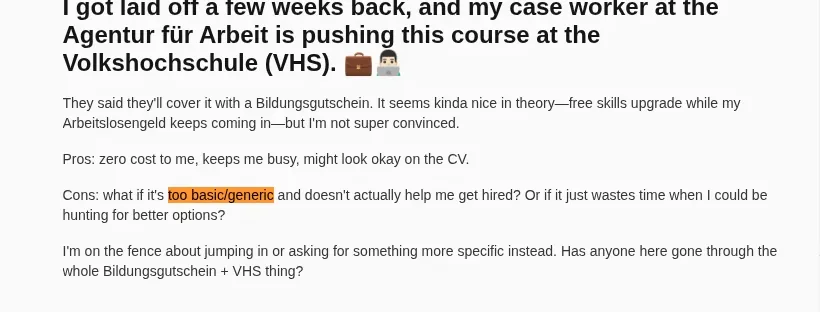 I got laid off a few weeks back, and my case worker at the
Agentur für Arbeit is pushing this course at the
Volkshochschule (VHS). 💼👨🏻‍💻
They said they'll cover it with a Bildungsgutschein. It seems kinda nice in theory—free skills upgrade while my
Arbeitslosengeld keeps coming in—but I'm not super convinced.
Pros: zero cost to me, keeps me busy, might look okay on the CV.
Cons: what if it's too basic/generic and doesn't actually help me get hired? Or if it just wastes time when I could be
hunting for better options?
I'm on the fence about jumping in or asking for something more specific instead. Has anyone here gone through the
whole Bildungsgutschein + VHS thing?